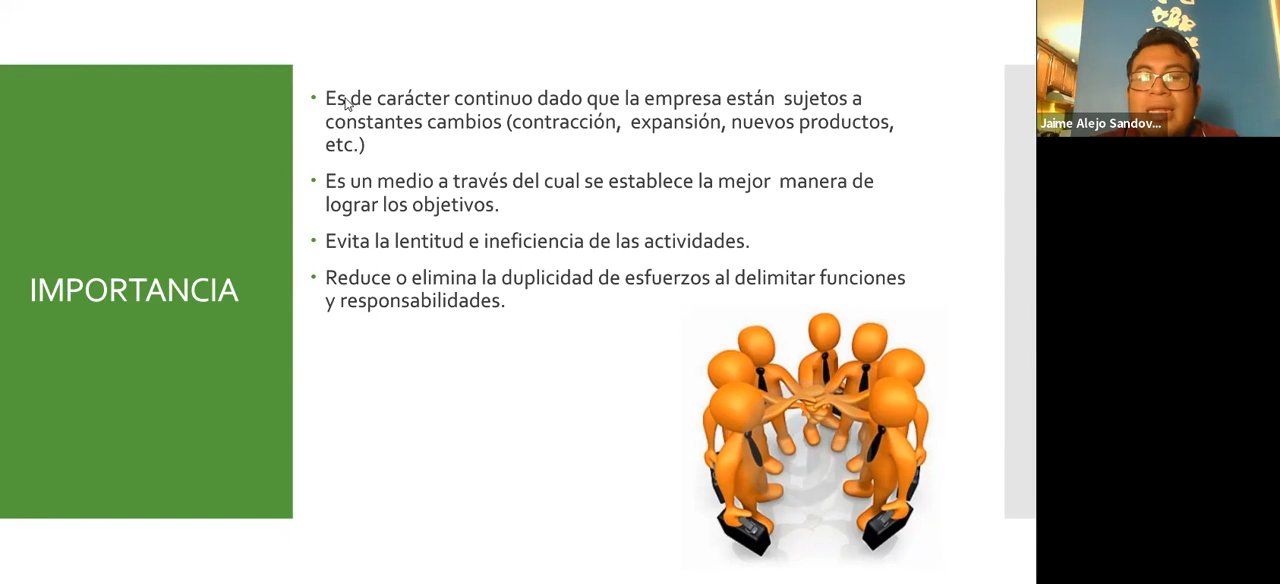 IMPORTANCIA
Es de carácter continuo dado que la empresa están sujetos a
constantes cambios (contracción, expansión, nuevos productos,
etc.)
Es un medio a través del cual se establece la mejor manera de
lograr los objetivos.
Evita la lentitud e ineficiencia de las actividades.
Reduce o elimina la duplicidad de esfuerzos al delimitar funciones
y responsabilidades.
Jaime Alejo Sandov...